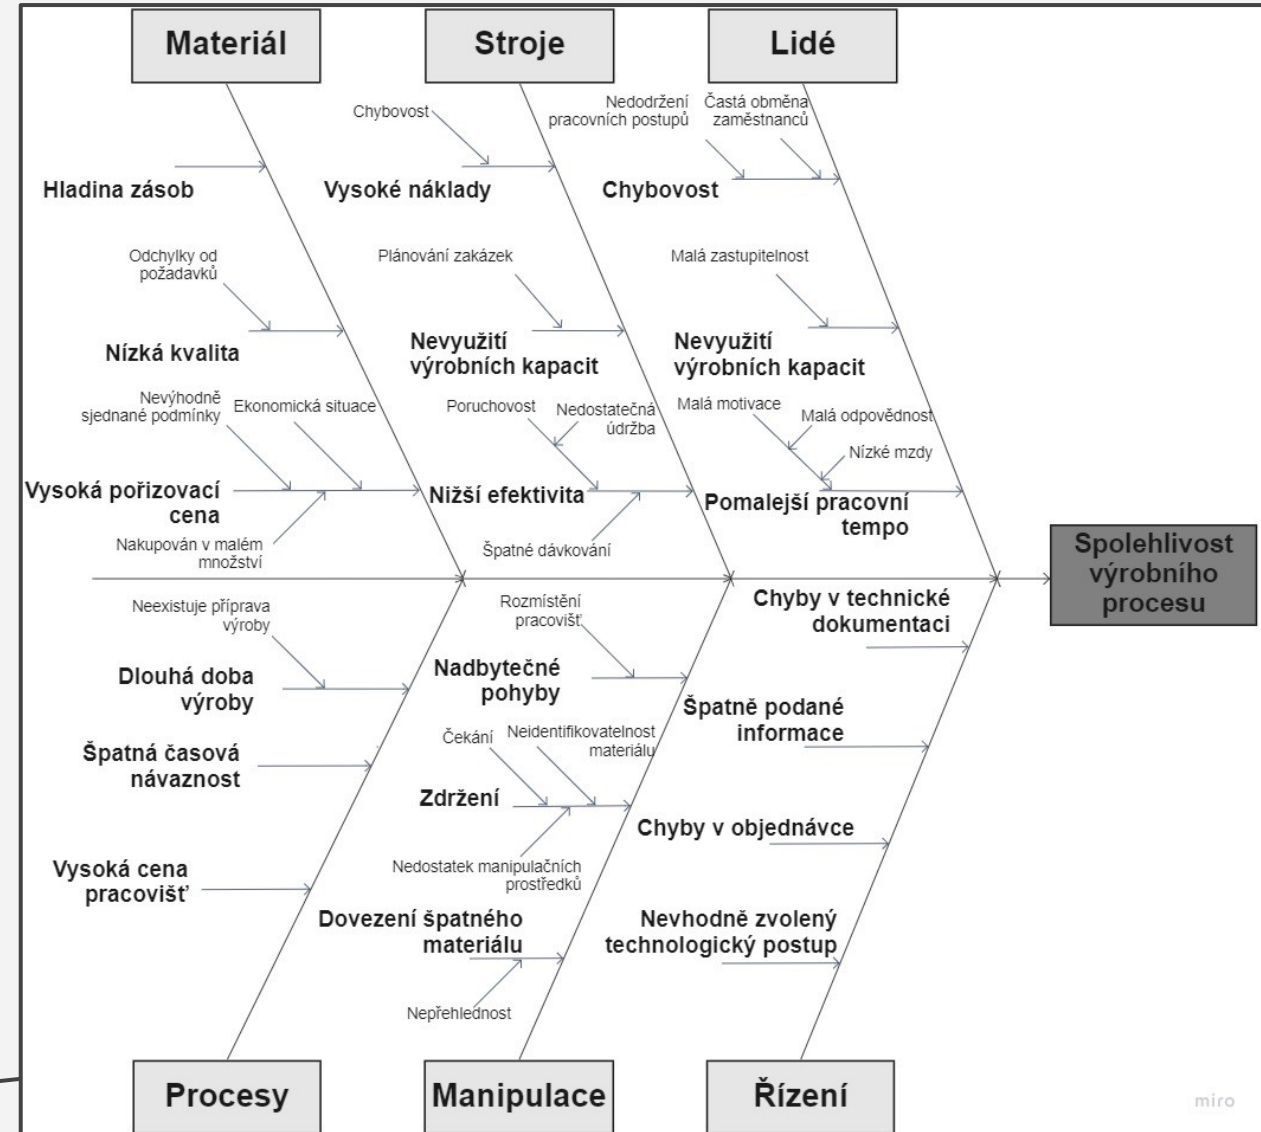 Materiál
Stroje
Lidé
Chybovost
Nedodržení
pracovních postupů
Častá obměna
zaměstnanců
Hladina zásob
Vysoké náklady
Chybovost
Odchylky od
požadavků
Plánování zakázek
Malá zastupitelnost
Nízká kvalita
Nevyužití
výrobních kapacit
Nevyužití
výrobních kapacit
Nevýhodně
sjednané podmínky
Ekonomická situace
Poruchovost
Nedostatečná
údržba
Malá motivace
Malá odpovědnost
Nízké mzdy
Vysoká pořizovací
cena
Nižší efektivita
Pomalejší pracovní
tempo
Nakupován v malém
množství
Špatné dávkování
Spolehlivost
výrobního
procesu
Neexistuje příprava
výroby
Rozmístění
pracovišť
Chyby v technické
dokumentaci
Dlouhá doba
výroby
Nadbytečné
pohyby
Špatně podané
informace
Špatná časová
návaznost
Čekání
Neidentifikovatelnost
materiálu
Zdržení
Chyby v objednávce
Vysoká cena
pracovišť
Nedostatek manipulačních
prostředků
Dovezení špatného
materiálu
Nevhodně zvolený
technologický postup
Nepřehlednost
Procesy
Manipulace
Řízení
miro